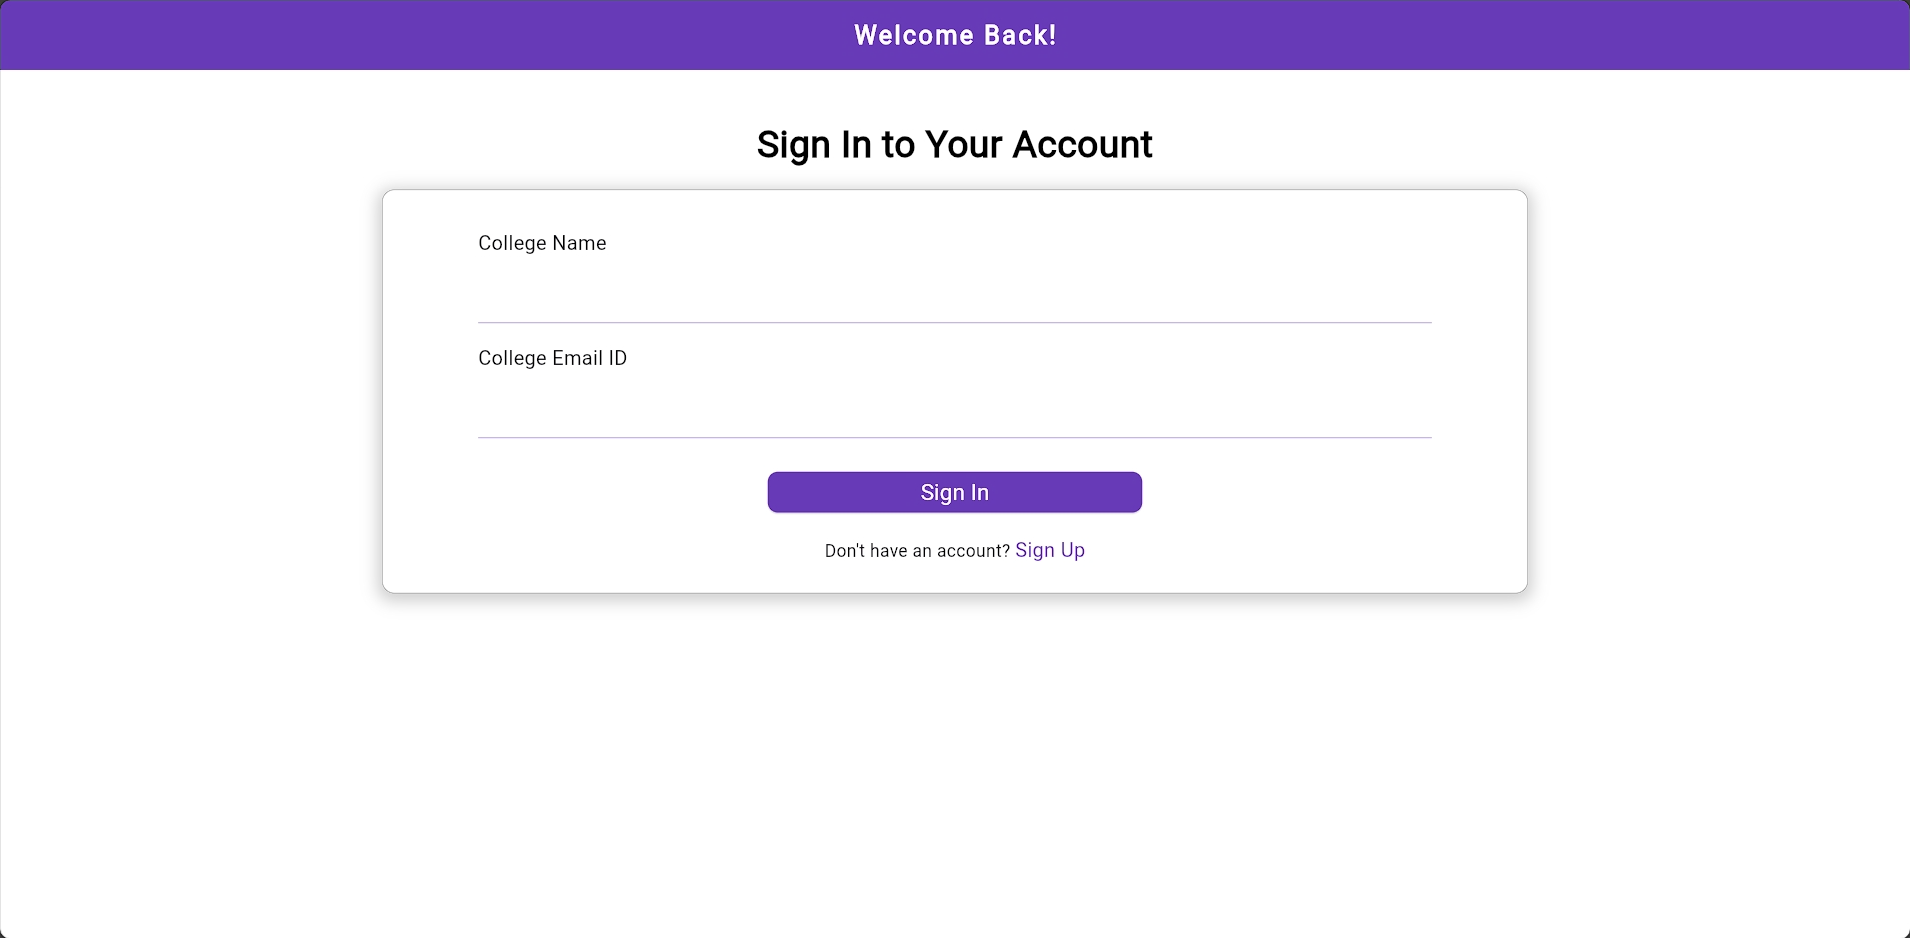 Welcome Back!
Sign In to Your Account
College Name
College Email ID
Sign In
Don't have an account? Sign Up